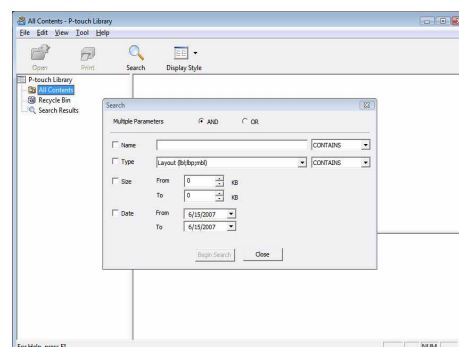 All Contents - P-touch Library
File Edit View Tool Help
Open Print Search Display Style
P-touch Library
All Contents
Recycle Bin
Search Results
Search
Multiple Parameters AND OR
Name CONTAINS
Type Layout (lbl;lbp;mbl) CONTAINS
Size From 0 KB
To 0 KB
Date From 6/15/2007
To 6/15/2007
Begin Search Close
For Help, press F1 NUM